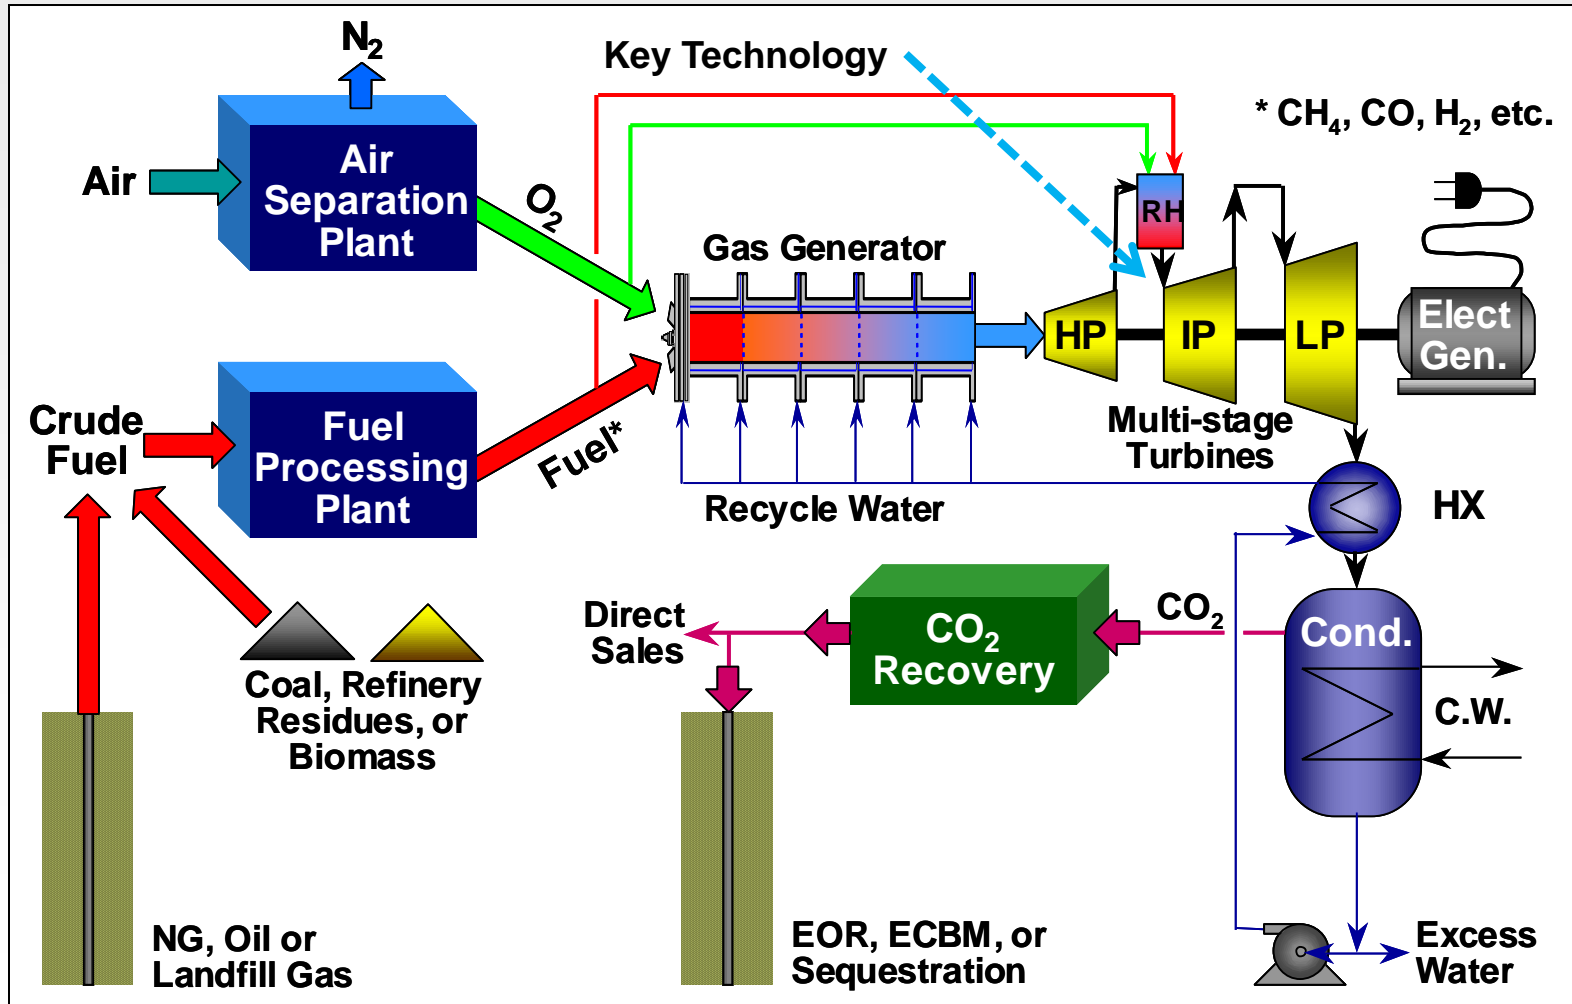 N₂
Key Technology
* CH₄, CO, H₂, etc.
Air
Separation
Plant
Air
O₂
RH
Gas Generator
HP
IP
LP
Elect
Gen.
Multi-stage
Turbines
Crude
Fuel
Fuel
Processing
Plant
Fuel*
Recycle Water
HX
Direct
Sales
CO₂
Recovery
CO₂
Cond.
C.W.
Coal, Refinery
Residues, or
Biomass
NG, Oil or
Landfill Gas
EOR, ECBM, or
Sequestration
Excess
Water